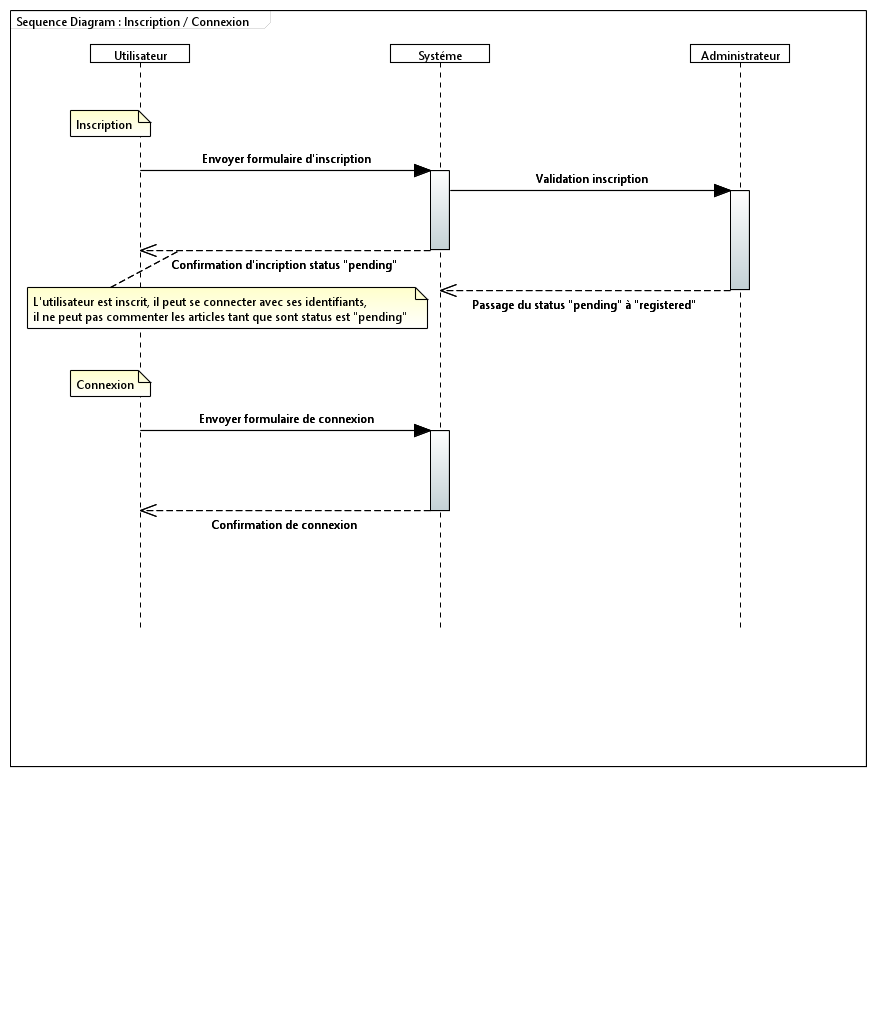 Sequence Diagram : Inscription / Connexion
Utilisateur
Systéme
Administrateur
Inscription
Envoyer formulaire d'inscription
Validation inscription
Confirmation d'incription status "pending"
L'utilisateur est inscrit, il peut se connecter avec ses identifiants,
il ne peut pas commenter les articles tant que sont status est "pending"
Passage du status "pending" à "registered"
Connexion
Envoyer formulaire de connexion
Confirmation de connexion